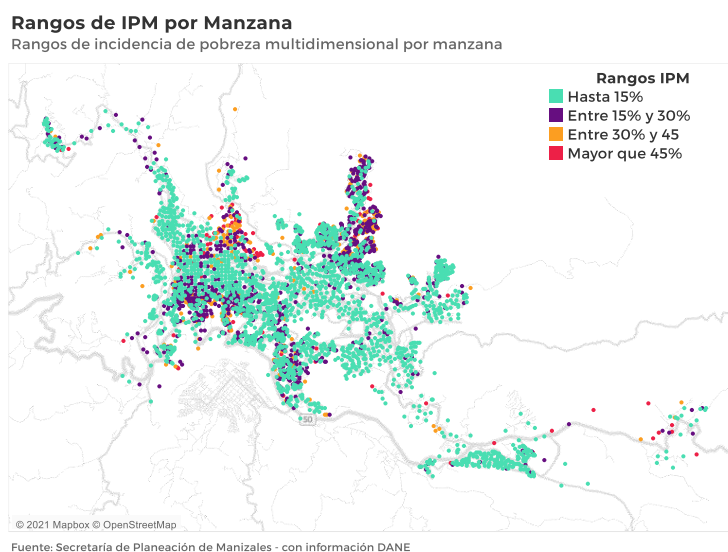 Rangos de IPM por Manzana
Rangos de incidencia de pobreza multidimensional por manzana
Rangos IPM
Hasta 15%
Entre 15% y 30%
Entre 30% y 45
Mayor que 45%
50
© 2021 Mapbox © OpenStreetMap
Fuente: Secretaría de Planeación de Manizales - con información DANE